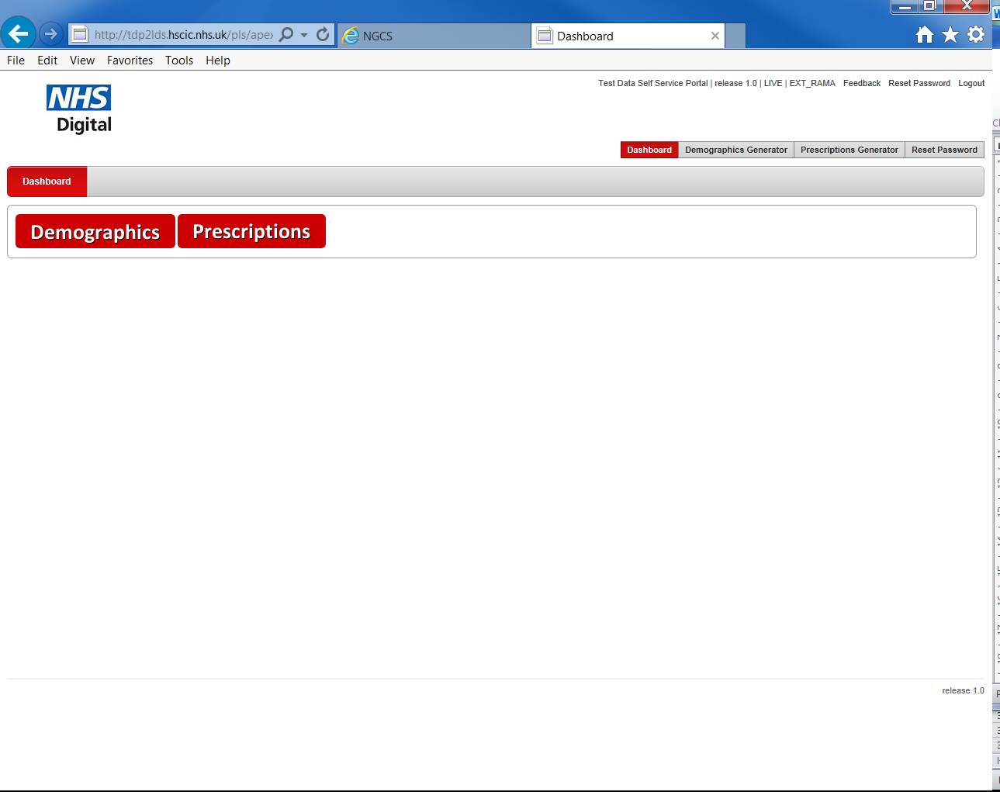 http://tdp2lds.hscic.nhs.uk/pls/apex
NGCS
Dashboard
File Edit View Favorites Tools Help
Test Data Self Service Portal | release 1.0 | LIVE | EXT_RAMA Feedback Reset Password Logout
NHS
Digital
Dashboard Demographics Generator Prescriptions Generator Reset Password
Dashboard
Demographics Prescriptions
release 1.0